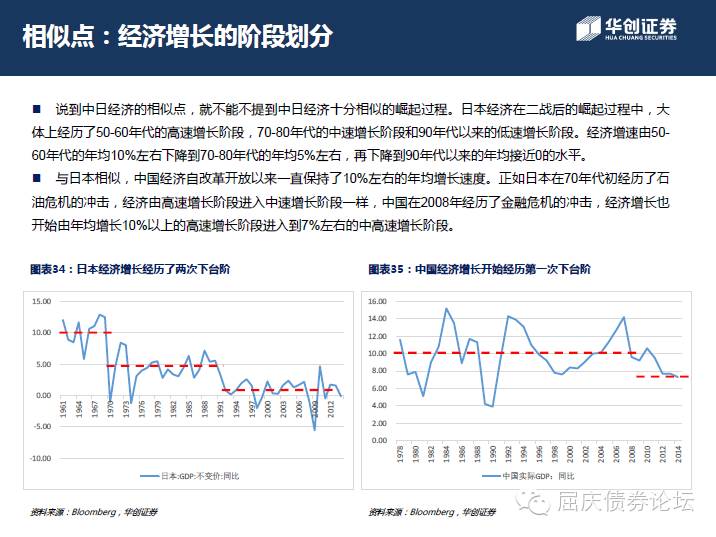 相似点：经济增长的阶段划分
华创证券
HUA CHUANG SECURITIES
■ 说到中日经济的相似点，就不能不提到中日经济十分相似的崛起过程。日本经济在二战后的崛起过程中，大
体上经历了50-60年代的高速增长阶段，70-80年代的中速增长阶段和90年代以来的低速增长阶段。经济增速由50-
60年代的年均10%左右下降到70-80年代的年均5%左右，再下降到90年代以来的年均接近0的水平。
■ 与日本相似，中国经济自改革开放以来一直保持了10%左右的年均增长速度。正如日本在70年代初经历了石
油危机的冲击，经济由高速增长阶段进入中速增长阶段一样，中国在2008年经历了金融危机的冲击，经济增长也
开始由年均增长10%以上的高速增长阶段进入到7%左右的中高速增长阶段。
图表34：日本经济增长经历了两次下台阶
15.00
10.00
5.00
0.00
-5.00
-10.00
1961 1964 1967 1970 1973 1976 1979 1982 1985 1988 1991 1994 1997 2000 2003 2006 2009 2012
日本:GDP:不变价:同比
资料来源：Bloomberg，华创证券
图表35：中国经济增长开始经历第一次下台阶
16.00
14.00
12.00
10.00
8.00
6.00
4.00
2.00
0.00
1978 1980 1982 1984 1986 1988 1990 1992 1994 1996 1998 2000 2002 2004 2006 2008 2010 2012 2014
中国实际GDP：同比
资料来源：Bloomberg，华创证券
屈庆债券论坛